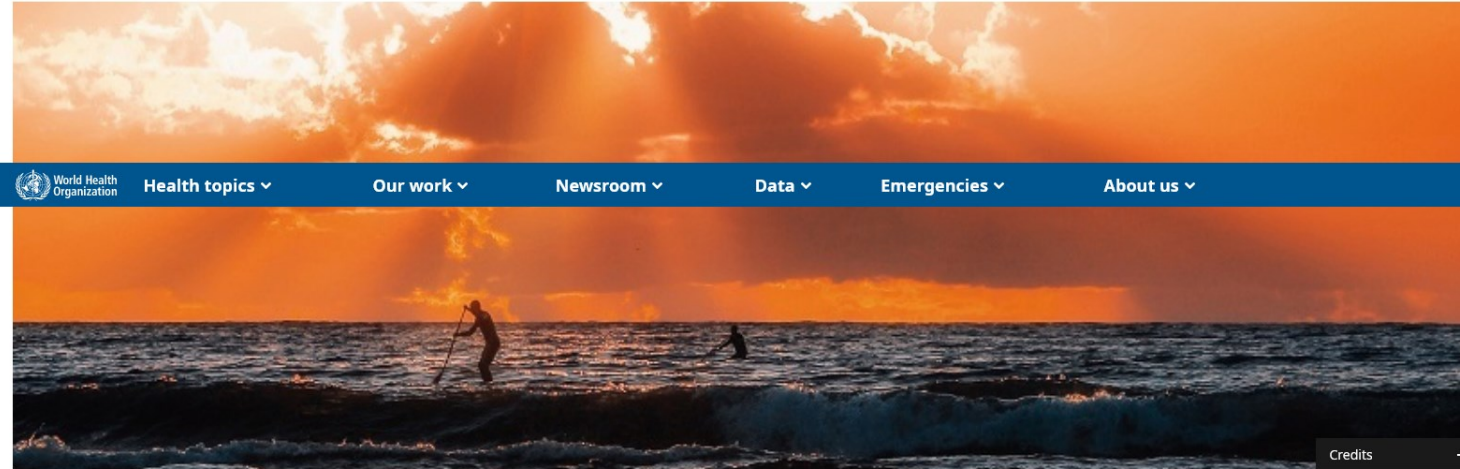 World Health
Organization
Health topics
Our work
Newsroom
Data
Emergencies
About us
Credits